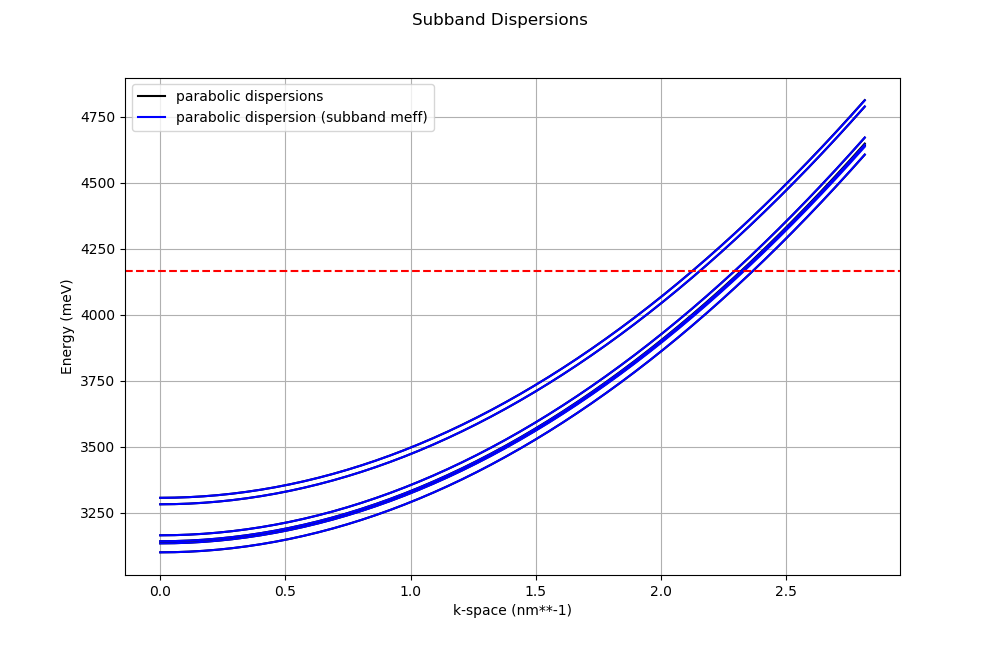 Subband Dispersions
parabolic dispersions
parabolic dispersion (subband meff)
Energy (meV)
4750
4500
4250
4000
3750
3500
3250
0.0 0.5 1.0 1.5 2.0 2.5
k-space (nm**-1)